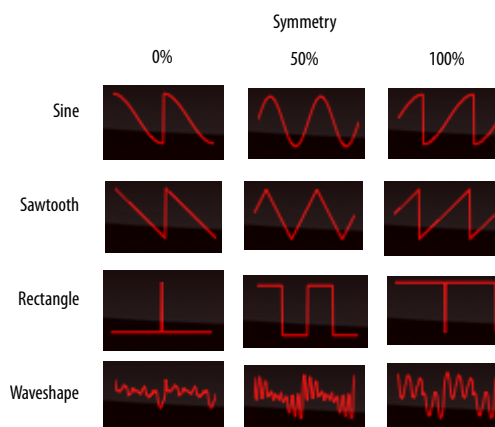 Symmetry
0% 50% 100%
Sine
Sawtooth
Rectangle
Waveshape